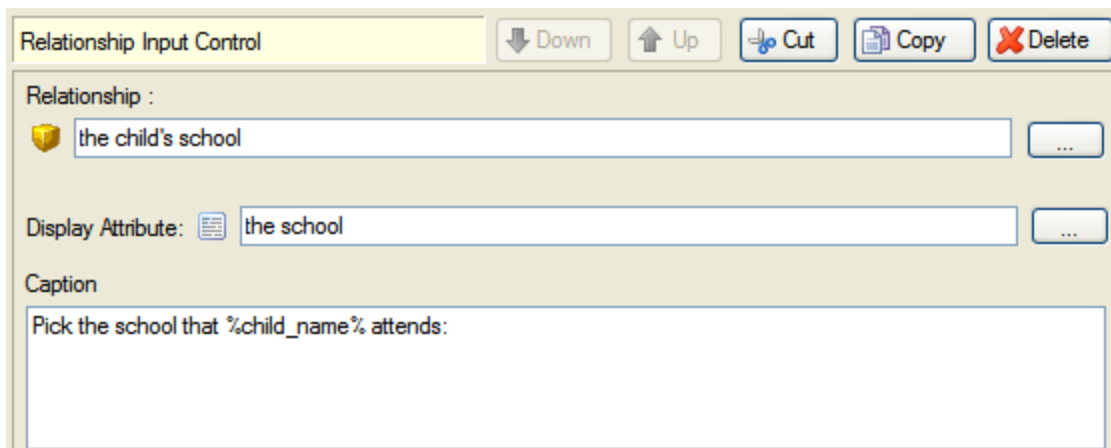 Relationship Input Control Down Up Cut Copy Delete
Relationship :
the child's school ...
Display Attribute: the school ...
Caption
Pick the school that %child_name% attends: